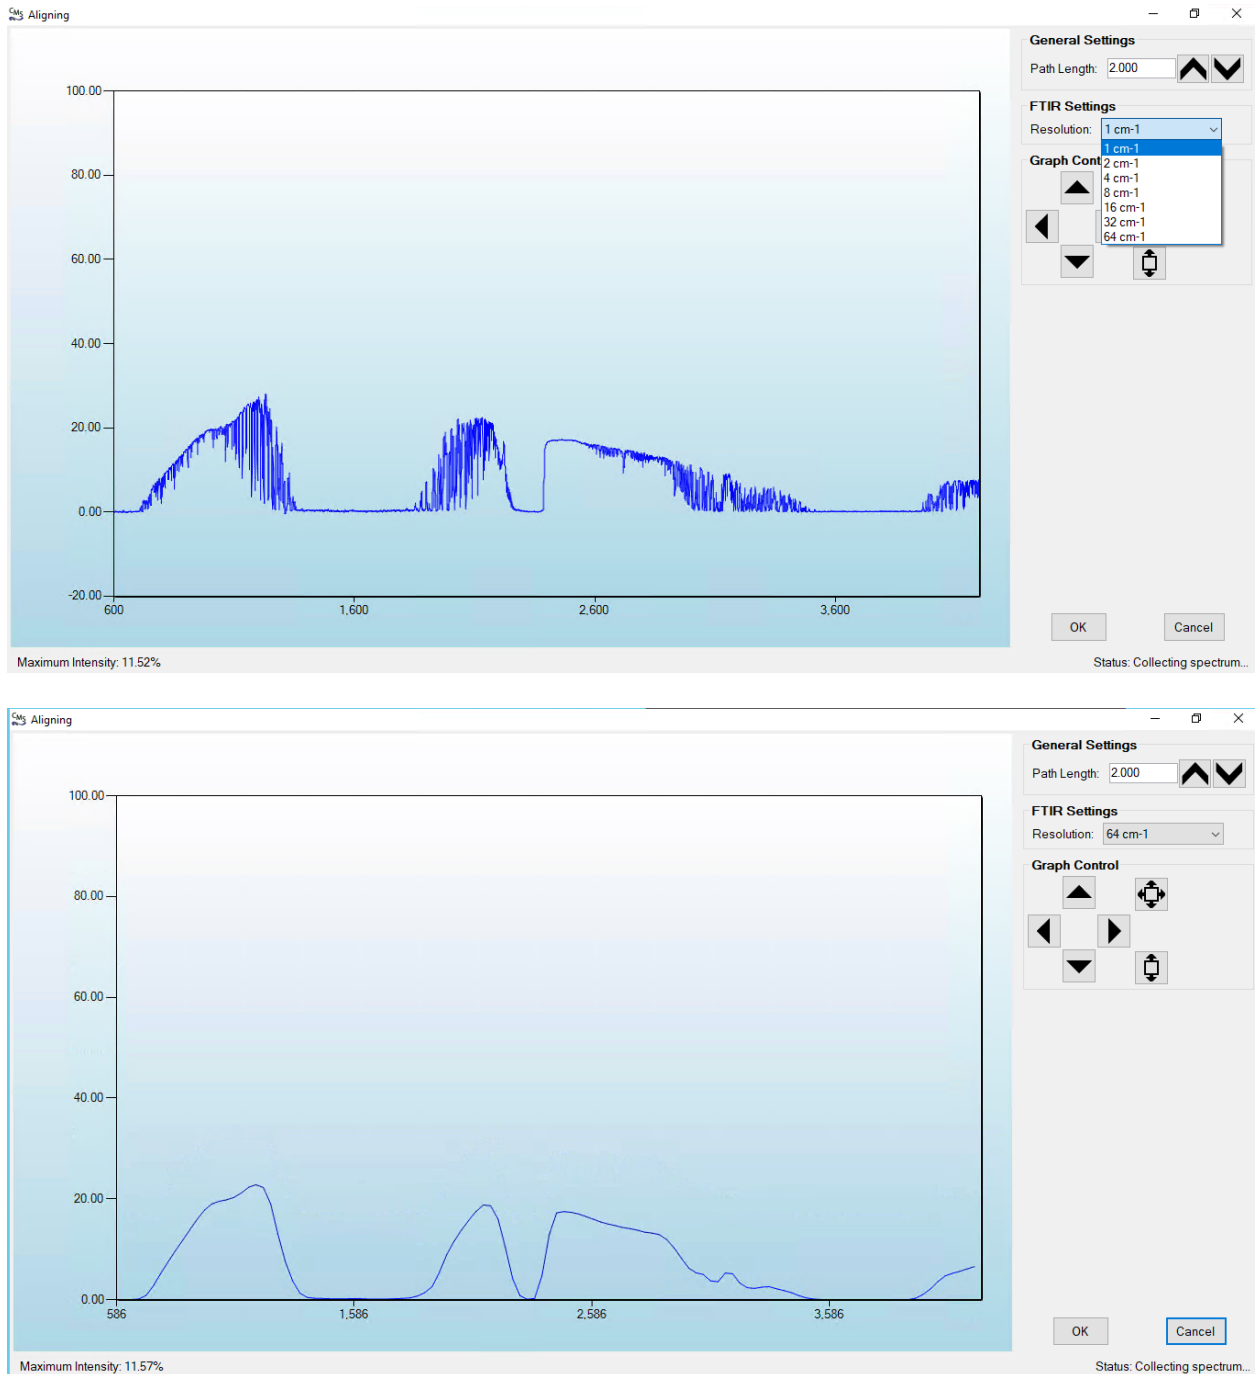 CMS Aligning
General Settings
Path Length: 2.000
FTIR Settings
Resolution: 1 cm-1
1 cm-1
Graph Cont
2 cm-1
4 cm-1
8 cm-1
16 cm-1
32 cm-1
64 cm-1
100.00
80.00
60.00
40.00
20.00
0.00
-20.00
600 1,600 2,600 3,600
OK Cancel
Maximum Intensity: 11.52% Status: Collecting spectrum...
CMS Aligning
General Settings
Path Length: 2.000
FTIR Settings
Resolution: 64 cm-1
Graph Control
100.00
80.00
60.00
40.00
20.00
0.00
586 1,586 2,586 3,586
OK Cancel
Maximum Intensity: 11.57% Status: Collecting spectrum...